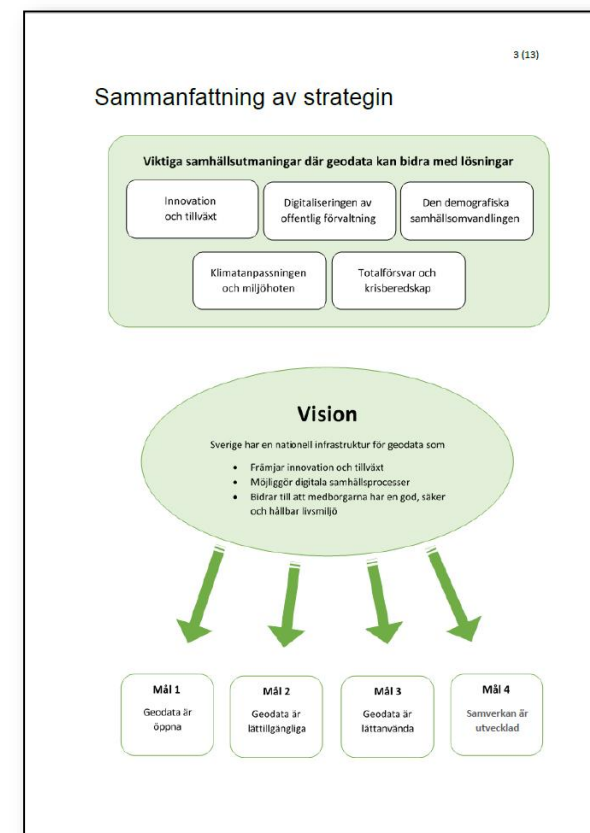 3 (13)
Sammanfattning av strategin
Viktiga samhällsutmaningar där geodata kan bidra med lösningar
Innovation
och tillväxt
Digitaliseringen av
offentlig förvaltning
Den demografiska
samhällsomvandlingen
Klimatanpassningen
och miljöhoten
Totalförsvar och
krisberedskap
Vision
Sverige har en nationell infrastruktur för geodata som
• Främjar innovation och tillväxt
• Möjliggör digitala samhällsprocesser
• Bidrar till att medborgarna har en god, säker
och hållbar livsmiljö
Mål 1
Geodata är
öppna
Mål 2
Geodata är
lättillgängliga
Mål 3
Geodata är
lättanvända
Mål 4
Samverkan är
utvecklad